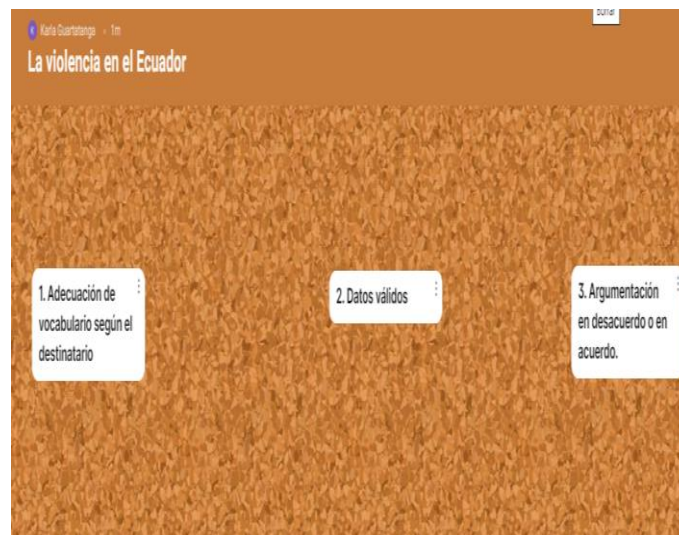 Karla Guartatanga • 1m
La violencia en el Ecuador
1. Adecuación de
vocabulario según el
destinatario
2. Datos válidos
3. Argumentación
en desacuerdo o en
acuerdo.